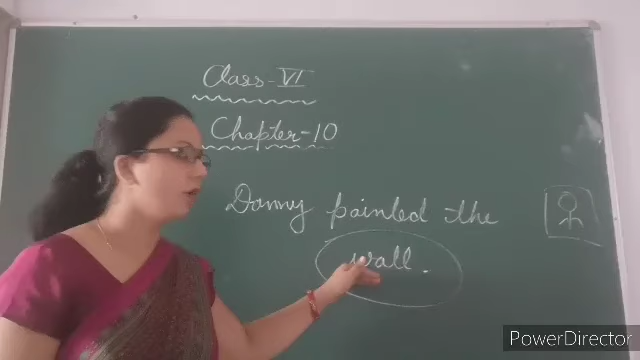 Class-VI
Chapter-10
Danny painted the
wall.
PowerDirector